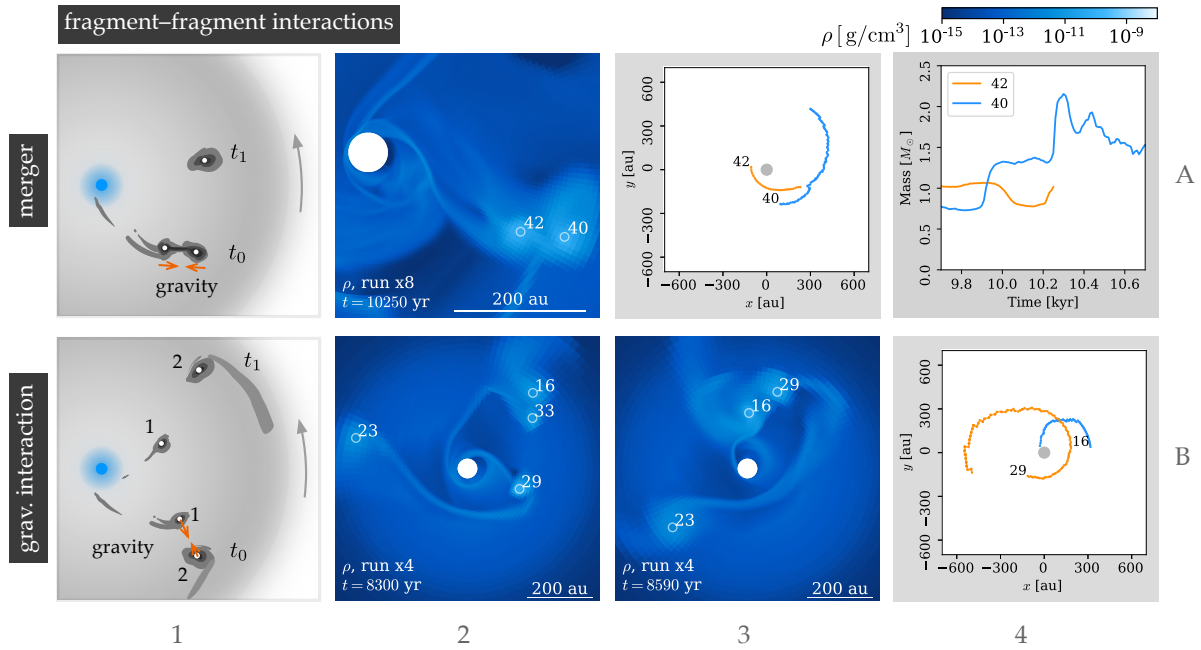 fragment–fragment interactions
ρ [g/cm³] 10⁻¹⁵ 10⁻¹³ 10⁻¹¹ 10⁻⁹
merger
t₁
t₀
gravity
42
40
ρ, run x8
t = 10250 yr
200 au
y [au]
600
300
0
−300
−600
42
40
−600 −300 0 300 600
x [au]
Mass [M⊙]
2.5
2.0
1.5
1.0
0.5
0.0
42
40
9.8 10.0 10.2 10.4 10.6
Time [kyr]
A
grav. interaction
2
t₁
1
1
gravity
t₀
2
16
33
23
29
ρ, run x4
t = 8300 yr
200 au
29
16
23
ρ, run x4
t = 8590 yr
200 au
y [au]
600
300
0
−300
−600
16
29
−600 −300 0 300 600
x [au]
B
1 2 3 4